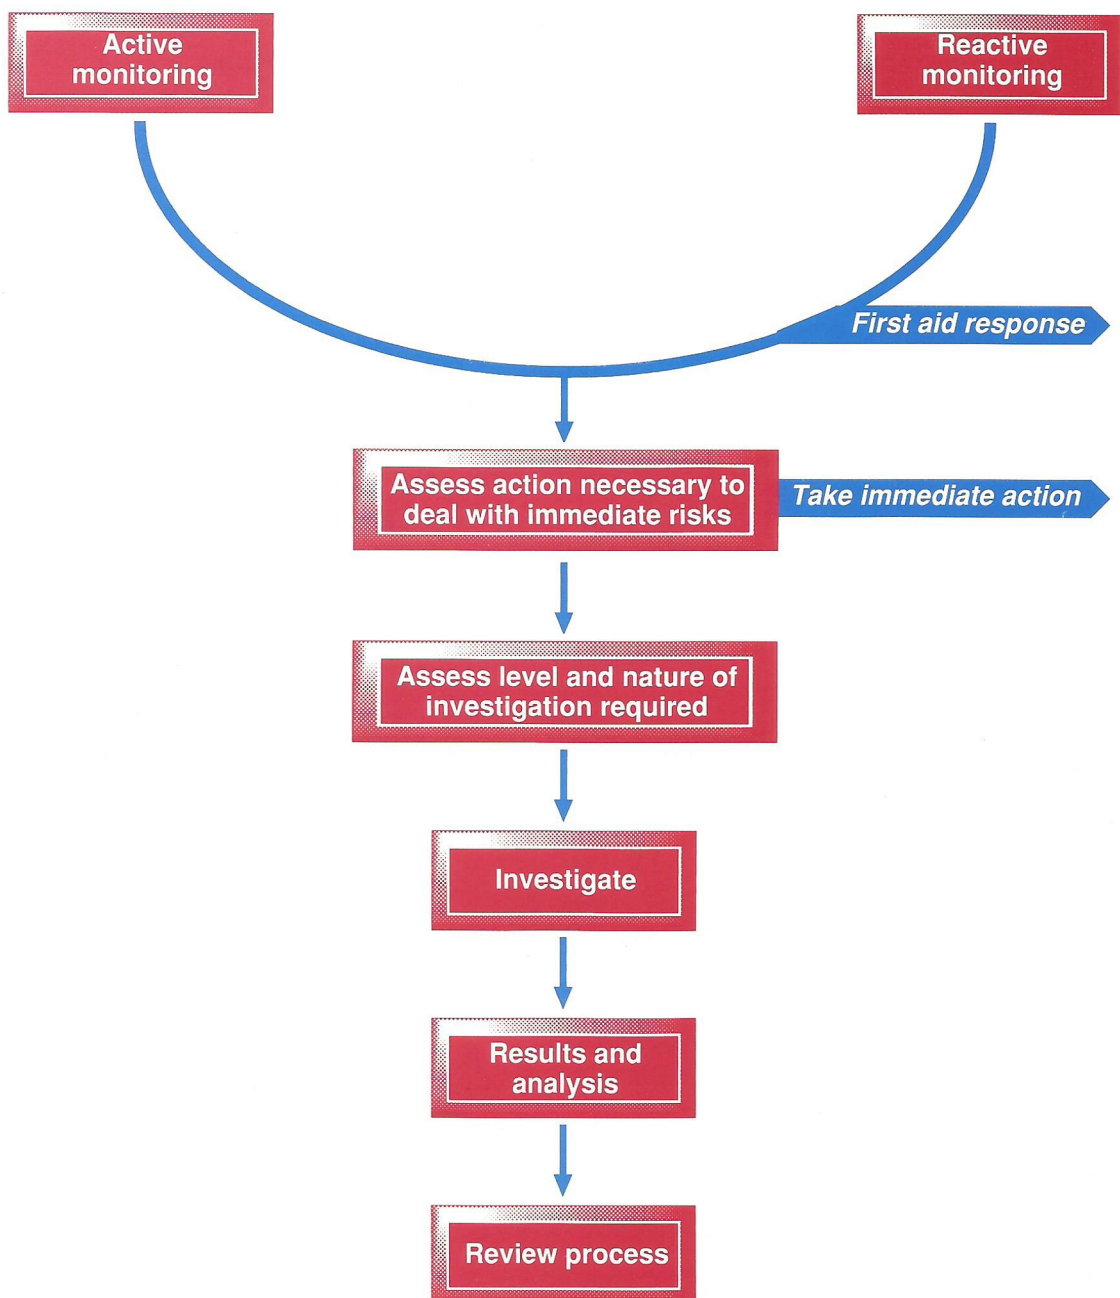 Active
monitoring
Reactive
monitoring
First aid response
Assess action necessary to
deal with immediate risks
Take immediate action
Assess level and nature of
investigation required
Investigate
Results and
analysis
Review process